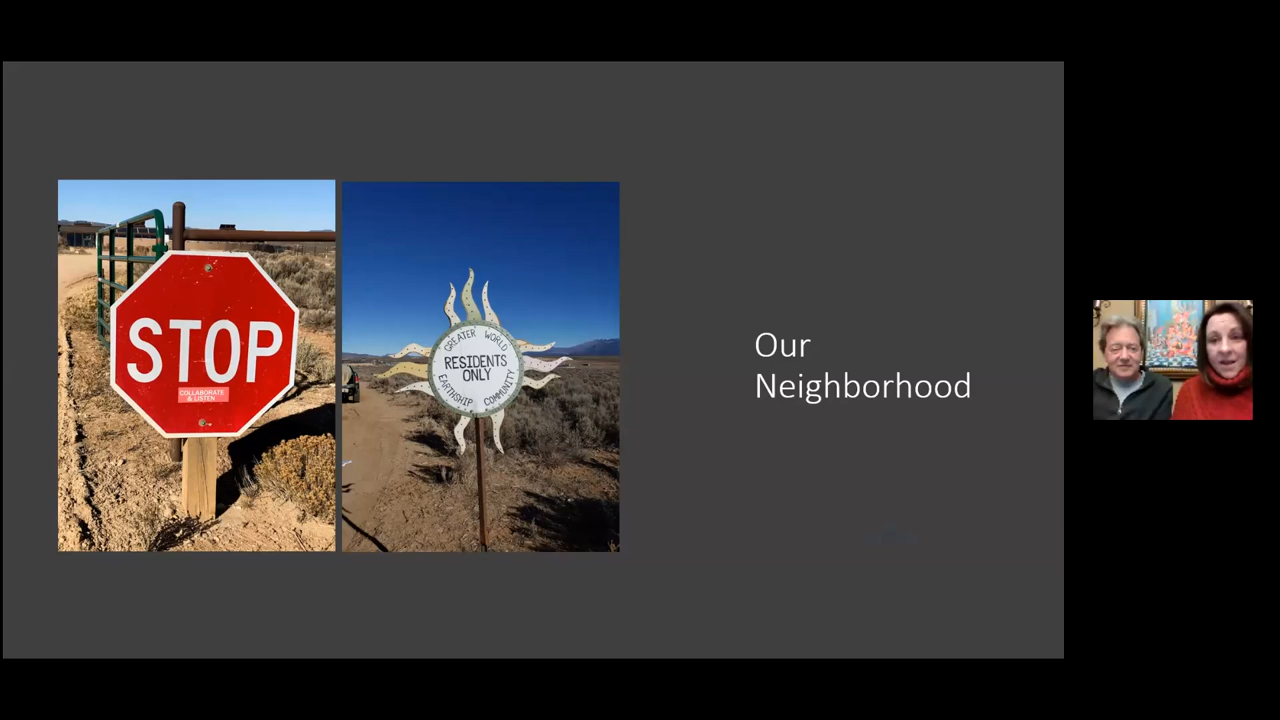 STOP
COLLABORATE
& LISTEN
GREATER WORLD
RESIDENTS
ONLY
EARTHSHIP COMMUNITY
Our
Neighborhood